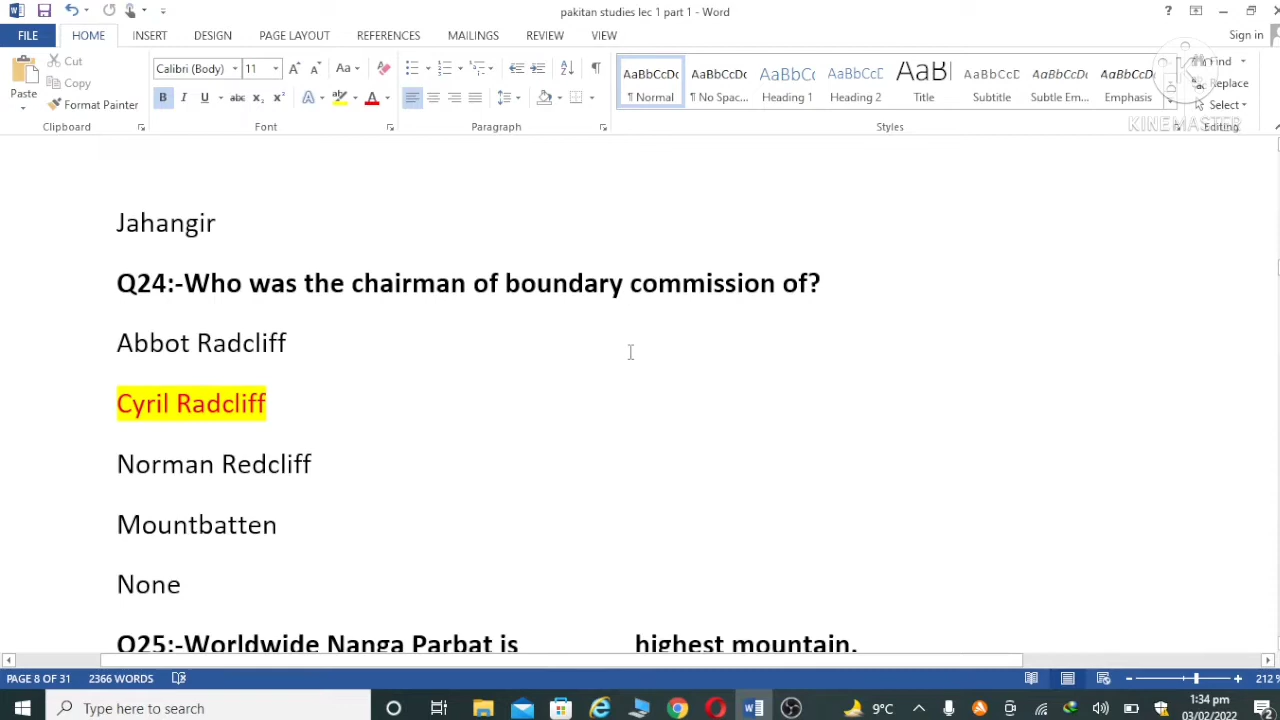 pakitan studies lec 1 part 1 - Word
FILE HOME INSERT DESIGN PAGE LAYOUT REFERENCES MAILINGS REVIEW VIEW Sign in
Cut
Copy
Format Painter
Paste
Calibri (Body) 11
AaBbCcDc AaBbCcDc AaBbCc AaBbCcD AaBl AaBbCcD AaBbCcDc AaBbCcDc
¶ Normal ¶ No Spac... Heading 1 Heading 2 Title Subtitle Subtle Em... Emphasis
Find
Replace
Select
KINEMASTER
Clipboard Font Paragraph Styles Editing
Jahangir
Q24:-Who was the chairman of boundary commission of?
Abbot Radcliff
Cyril Radcliff
Norman Redcliff
Mountbatten
None
Q25:-Worldwide Nanga Parbat is highest mountain.
PAGE 8 OF 31 2366 WORDS 212%
Type here to search
9°C
1:34 pm
03/02/2022